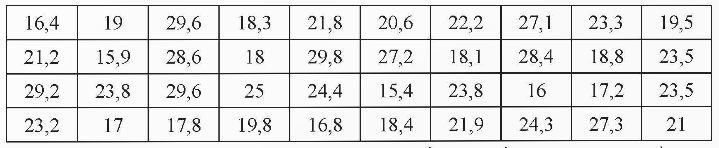 16,4 19 29,6 18,3 21,8 20,6 22,2 27,1 23,3 19,5
21,2 15,9 28,6 18 29,8 27,2 18,1 28,4 18,8 23,5
29,2 23,8 29,6 25 24,4 15,4 23,8 16 17,2 23,5
23,2 17 17,8 19,8 16,8 18,4 21,9 24,3 27,3 21